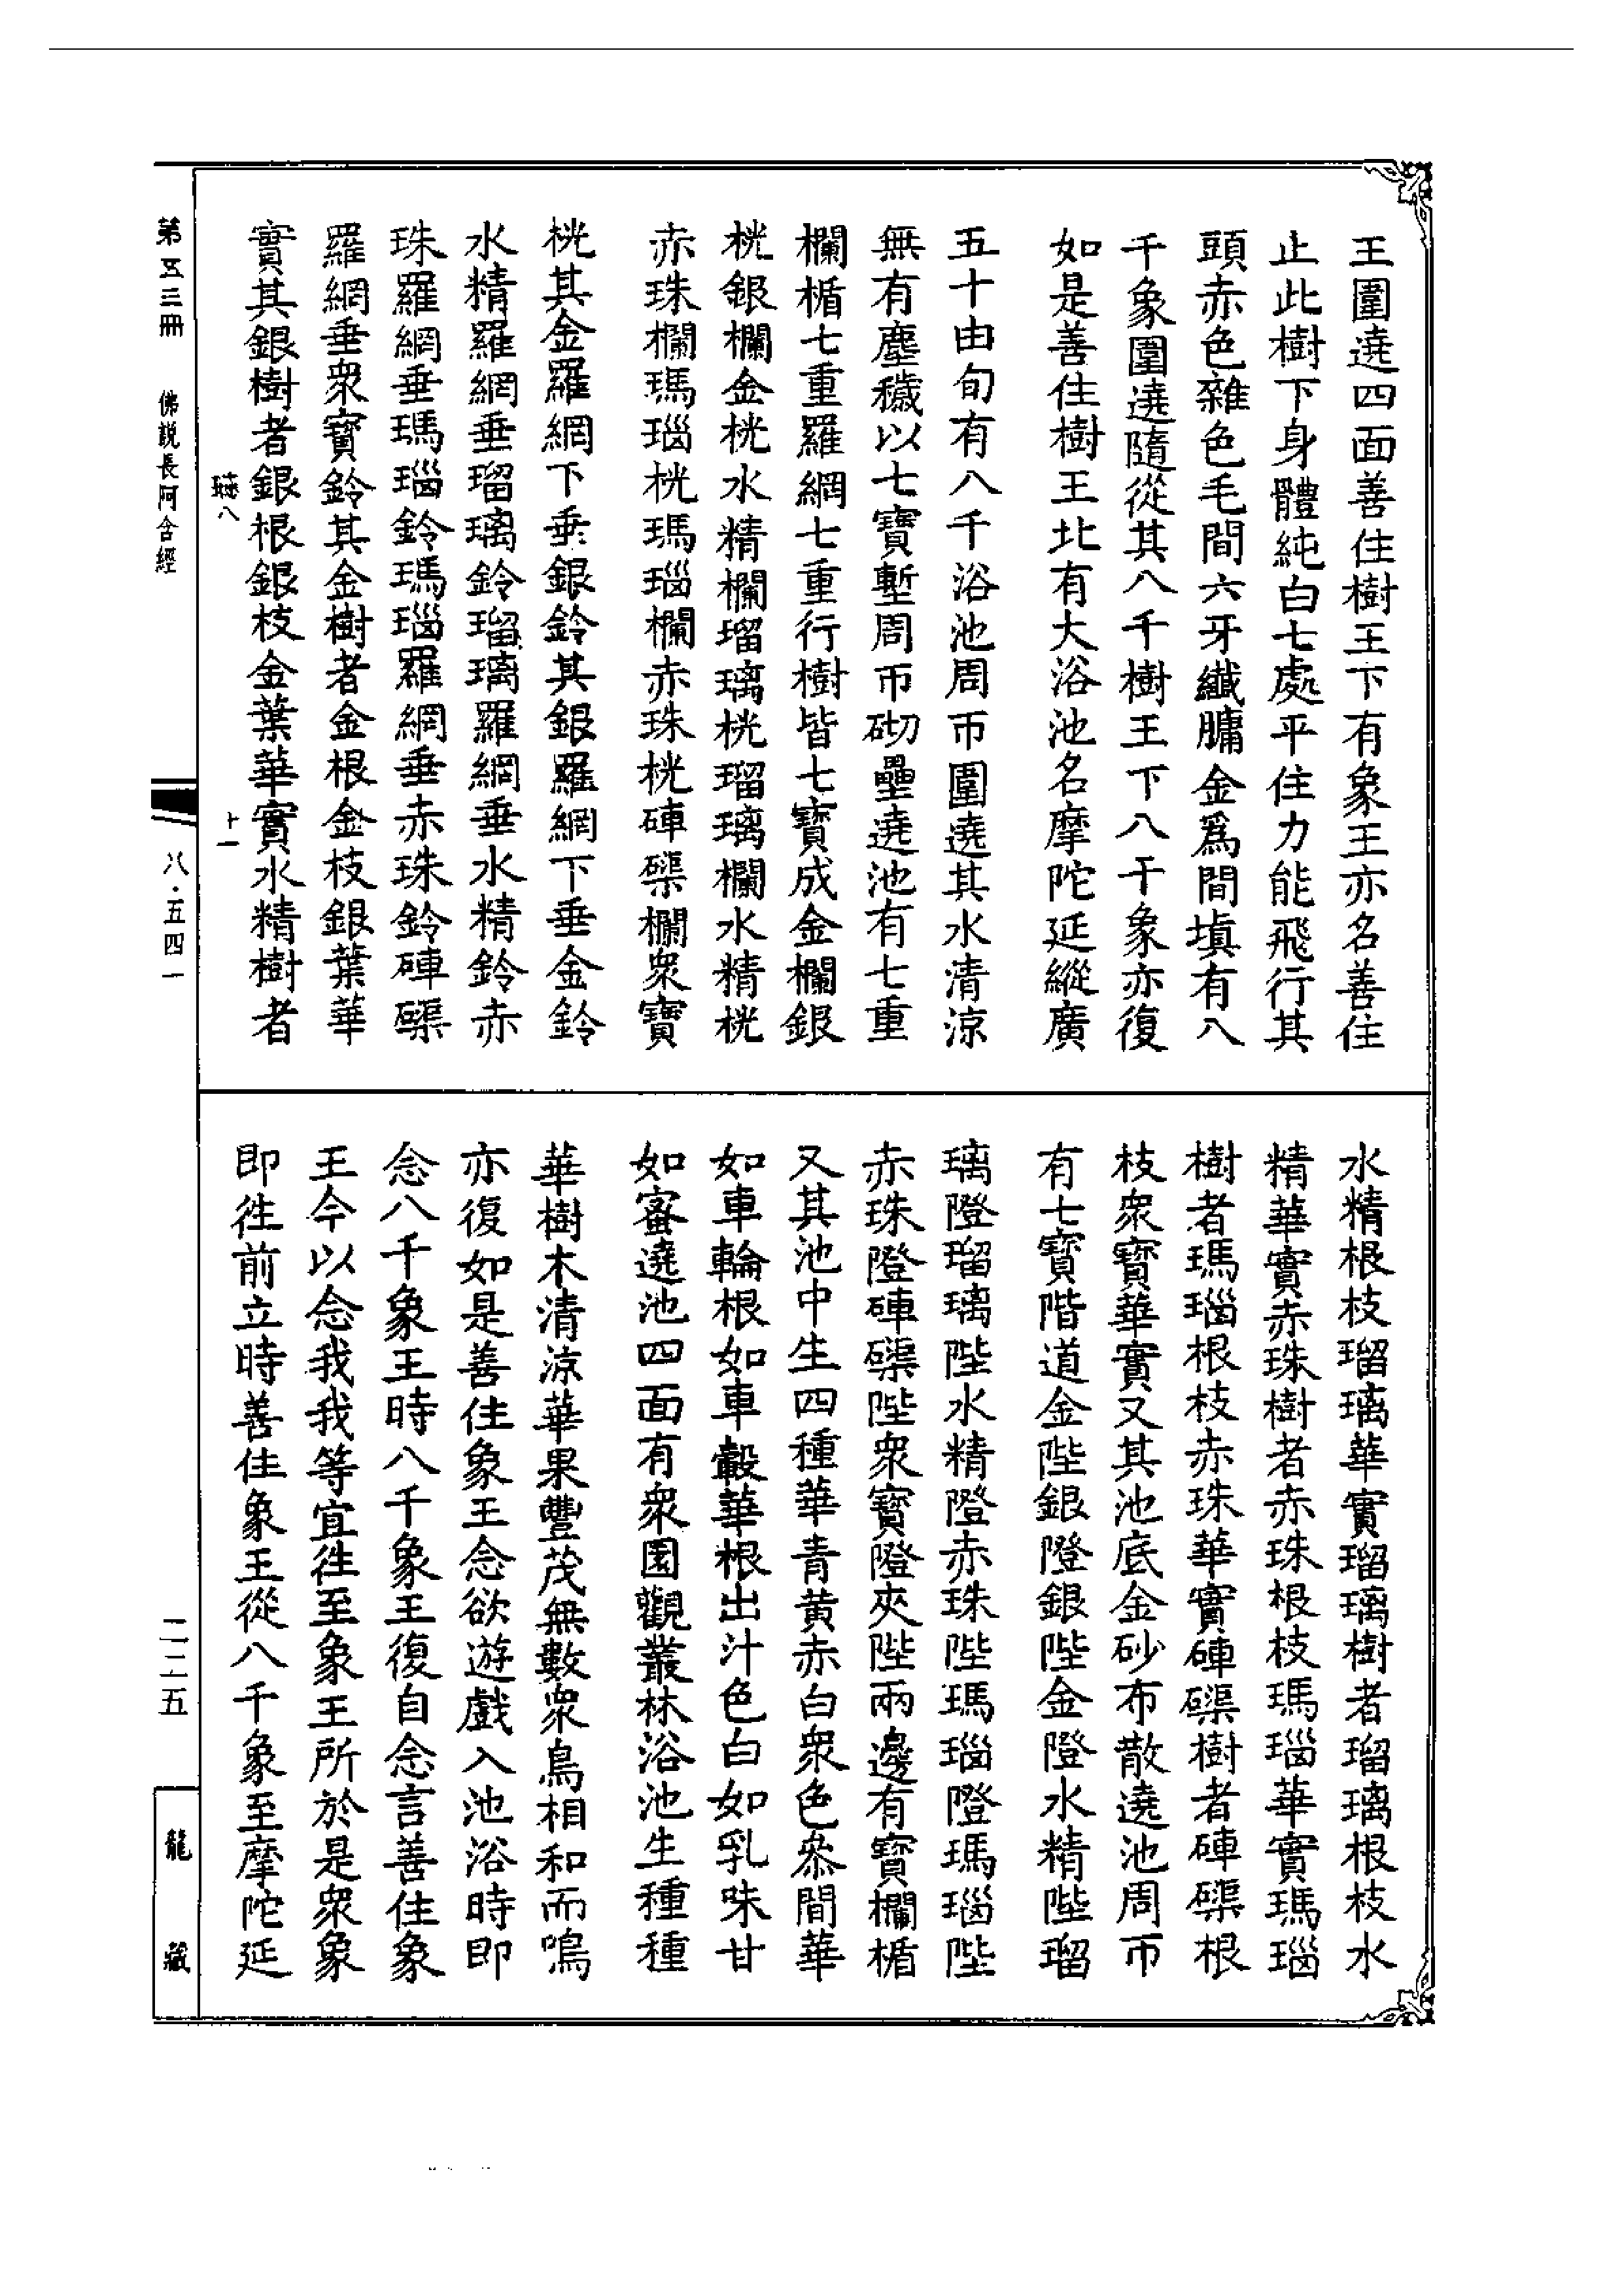 王圍遶四面善住樹王下有象王亦名善住
止此樹下身體純白七處平住力能飛行其
頭赤色雜色毛間六牙纖𦟛金爲間塡有八
千象圍遶隨從其八千樹王下八千象亦復
如是善住樹王北有大浴池名摩陀延縱廣
五十由旬有八千浴池周帀圍遶其水清涼
無有塵穢以七寶塹周帀砌壘遶池有七重
欄楯七重羅網七重行樹皆七寶成金欄銀
桄銀欄金桄水精欄瑠璃桄瑠璃欄水精桄
赤珠欄瑪瑙桄瑪瑙欄赤珠桄硨磲欄衆寶
桄其金羅網下垂銀鈴其銀羅網下垂金鈴
水精羅網垂瑠璃鈴瑠璃羅網垂水精鈴赤
珠羅網垂瑪瑙鈴瑪瑙羅網垂赤珠鈴硨磲
羅網垂衆寶鈴其金樹者金根金枝銀葉華
實其銀樹者銀根銀枝金葉華實水精樹者
八
十一
水精根枝瑠璃華實瑠璃樹者瑠璃根枝水
精華實赤珠樹者赤珠根枝瑪瑙華實瑪瑙
樹者瑪瑙根枝赤珠華實硨磲樹者硨磲根
枝衆寶華實又其池底金砂布散遶池周帀
有七寶階道金陛銀隥銀陛金隥水精陛瑠
璃隥瑠璃陛水精隥赤珠陛瑪瑙隥瑪瑙陛
赤珠隥硨磲陛衆寶隥夾陛兩邊有寶欄楯
又其池中生四種華青黄赤白衆色叅間華
如車輪根如車轂華根出汁色白如乳味甘
如蜜遶池四面有衆園觀叢林浴池生種種
華樹木清涼華果豐茂無數衆鳥相和而鳴
亦復如是善住象王念欲遊戲入池浴時即
念八千象王時八千象王復自念言善住象
王今以念我我等宜往至象王所於是衆象
即往前立時善住象王從八千象至摩陀延
第五三冊 佛説長阿含經
八·五四一
二二五
龍藏